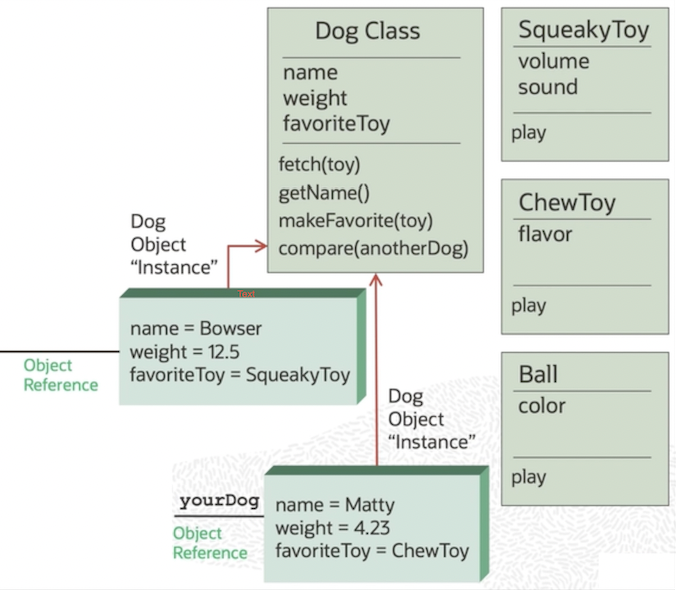 Dog Class
name
weight
favoriteToy
fetch(toy)
getName()
makeFavorite(toy)
compare(anotherDog)
SqueakyToy
volume
sound
play
ChewToy
flavor
play
Ball
color
play
Dog
Object
“Instance”
Text
name = Bowser
weight = 12.5
favoriteToy = SqueakyToy
Object
Reference
Dog
Object
“Instance”
yourDog
Object
Reference
name = Matty
weight = 4.23
favoriteToy = ChewToy